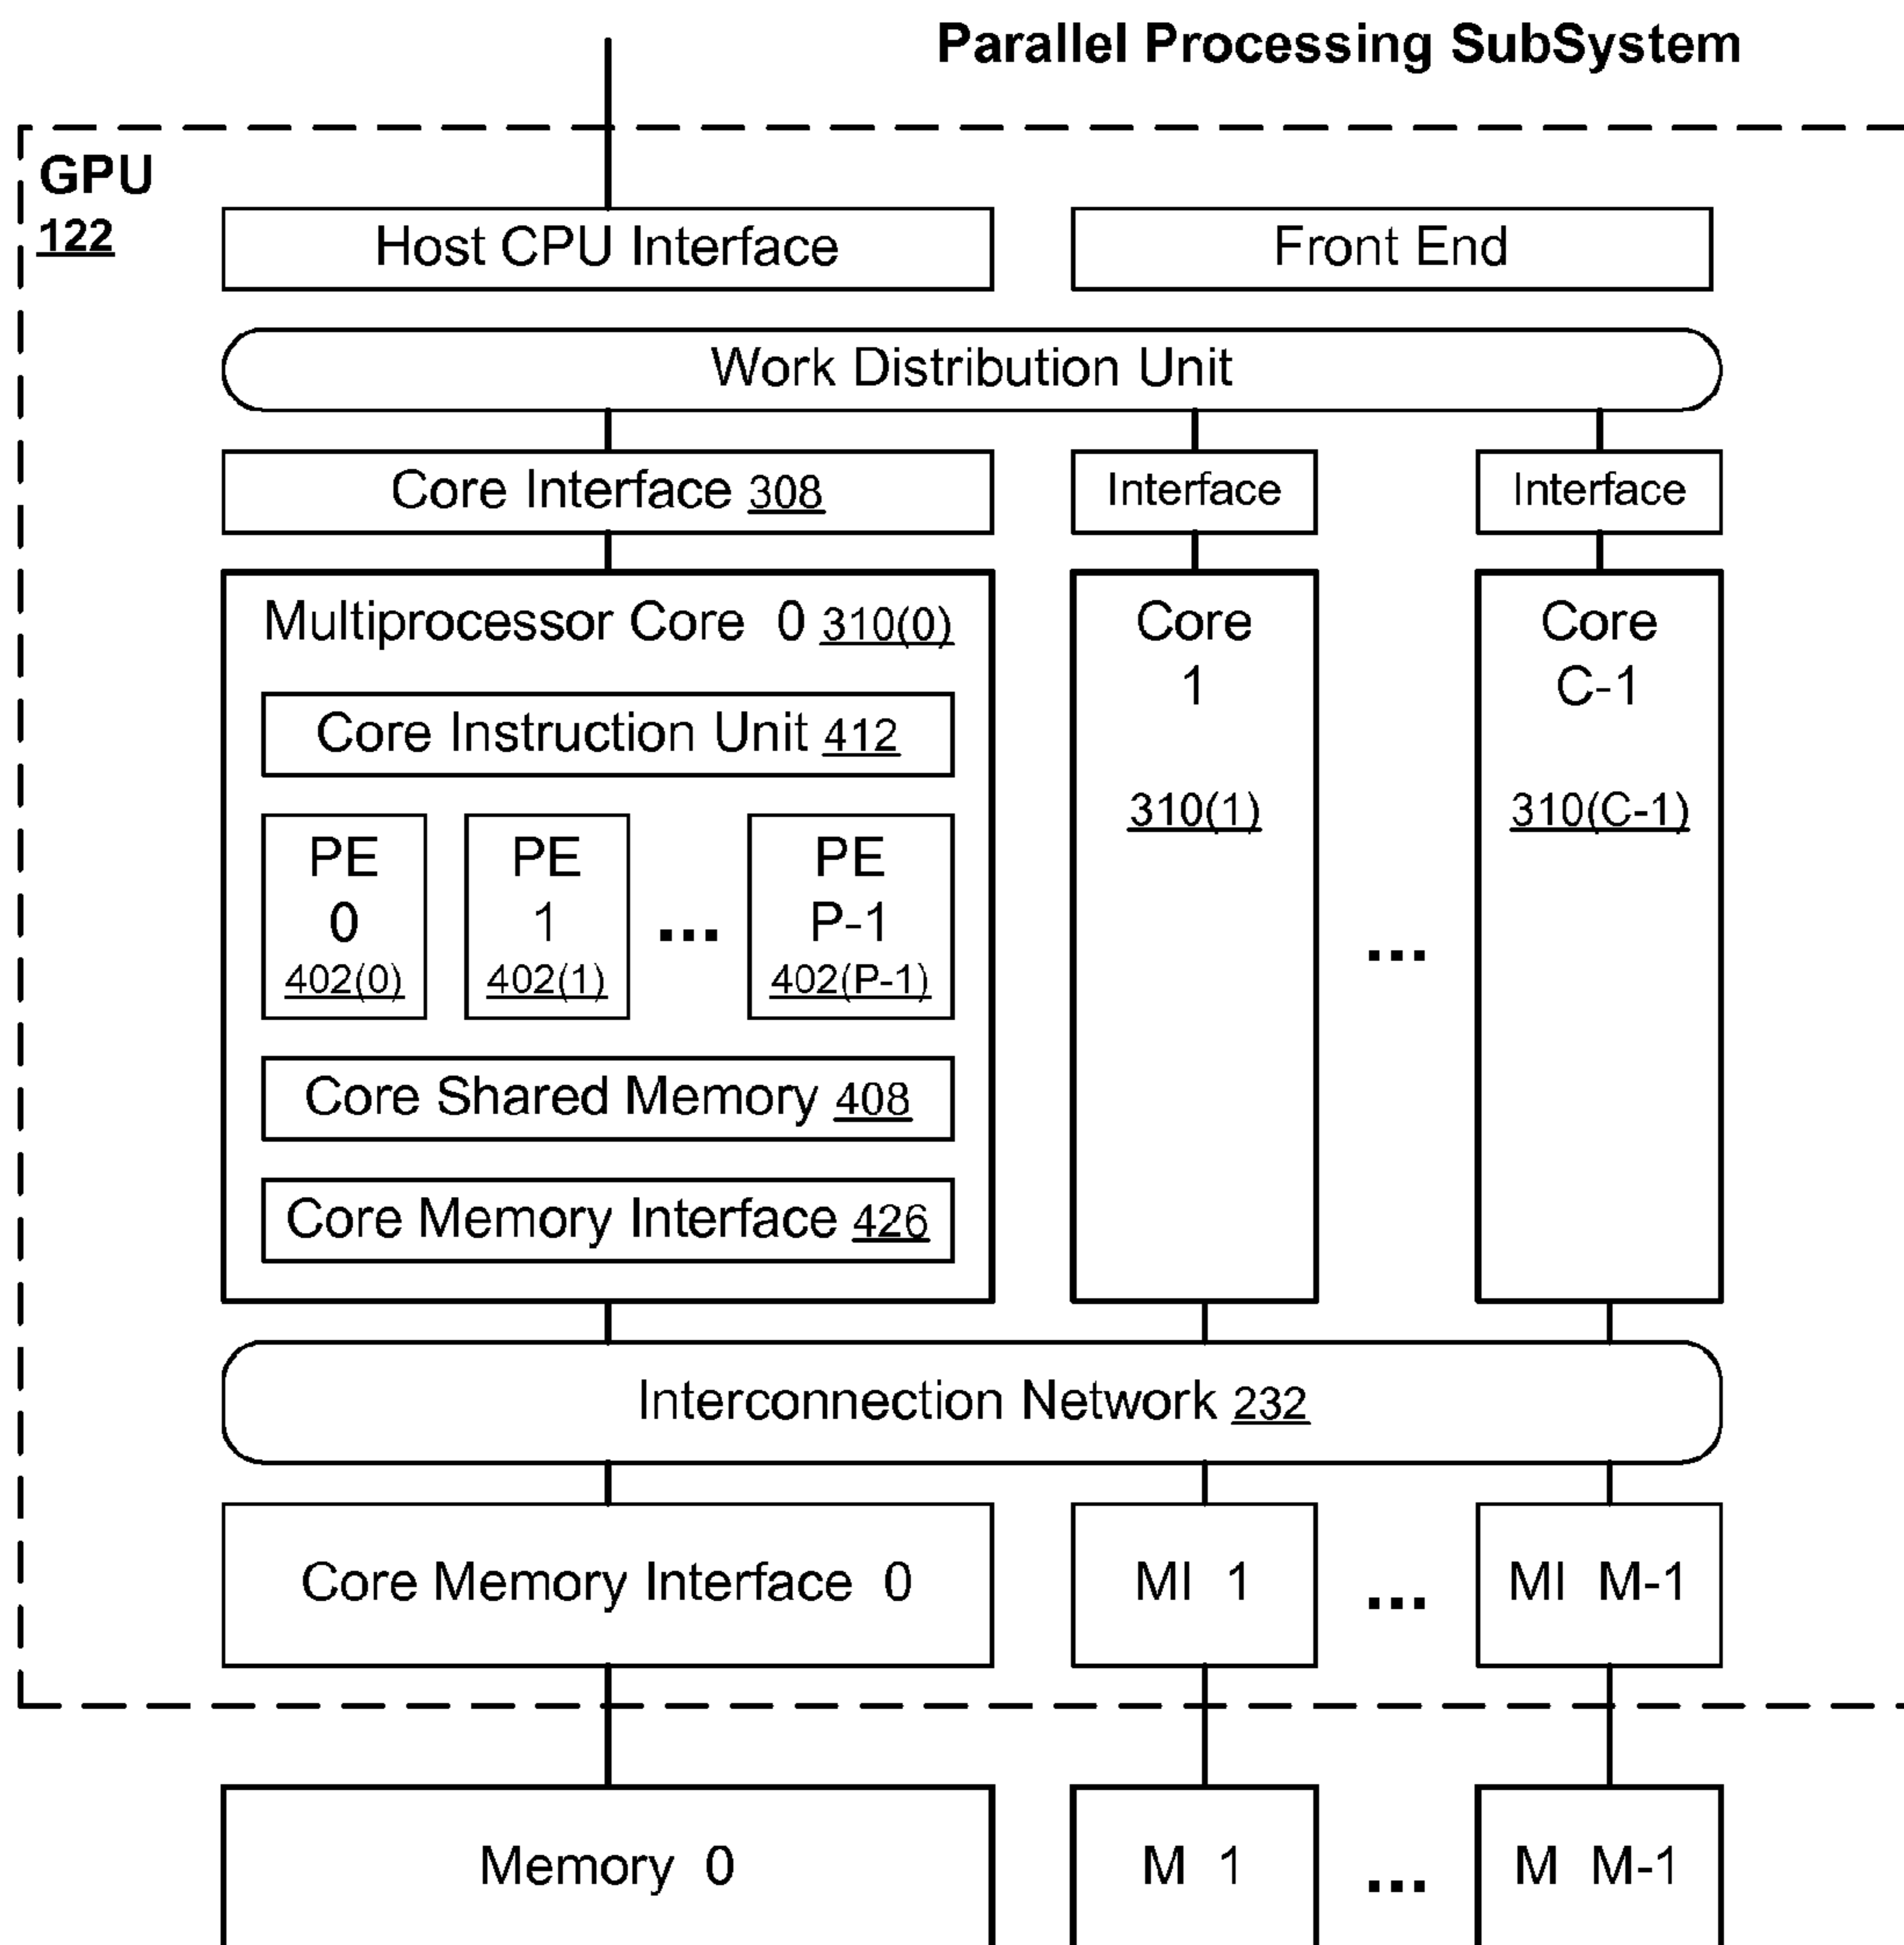 Parallel Processing SubSystem
GPU
122
Host CPU Interface
Front End
Work Distribution Unit
Core Interface 308
Interface
Interface
Multiprocessor Core 0 310(0)
Core Instruction Unit 412
PE
0
402(0)
PE
1
402(1)
...
PE
P-1
402(P-1)
Core Shared Memory 408
Core Memory Interface 426
Core
1
310(1)
...
Core
C-1
310(C-1)
Interconnection Network 232
Core Memory Interface 0
MI 1
...
MI M-1
Memory 0
M 1
...
M M-1